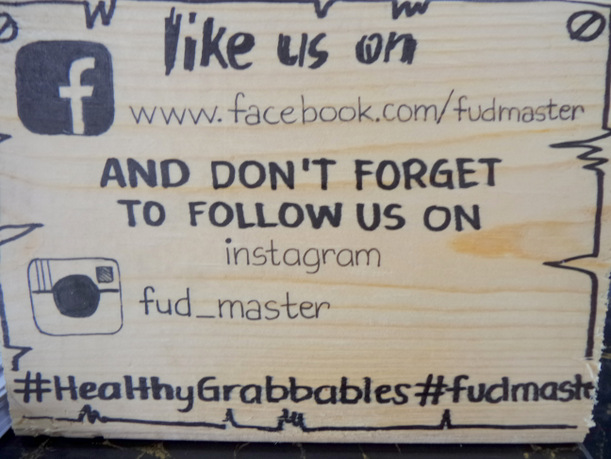 like us on
www.facebook.com/fudmaster
AND DON'T FORGET
TO FOLLOW US ON
instagram
fud_master
#HealthyGrabbables #fudmaste